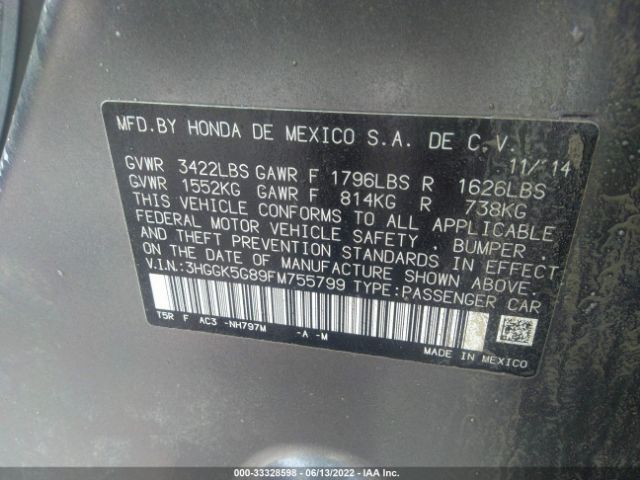 MFD.BY HONDA DE MEXICO S.A. DE C.V.
11/'14
GVWR 3422LBS GAWR F 1796LBS R 1626LBS
GVWR 1552KG GAWR F 814KG R 738KG
THIS VEHICLE CONFORMS TO ALL APPLICABLE
FEDERAL MOTOR VEHICLE SAFETY , BUMPER ,
AND THEFT PREVENTION STANDARDS IN EFFECT
ON THE DATE OF MANUFACTURE SHOWN ABOVE.
V.I.N.:3HGGK5G89FM755799 TYPE:PASSENGER CAR
T5R F AC3 -NH797M -A -M
MADE IN MEXICO
000-33328598 - 06/13/2022 - IAA Inc.